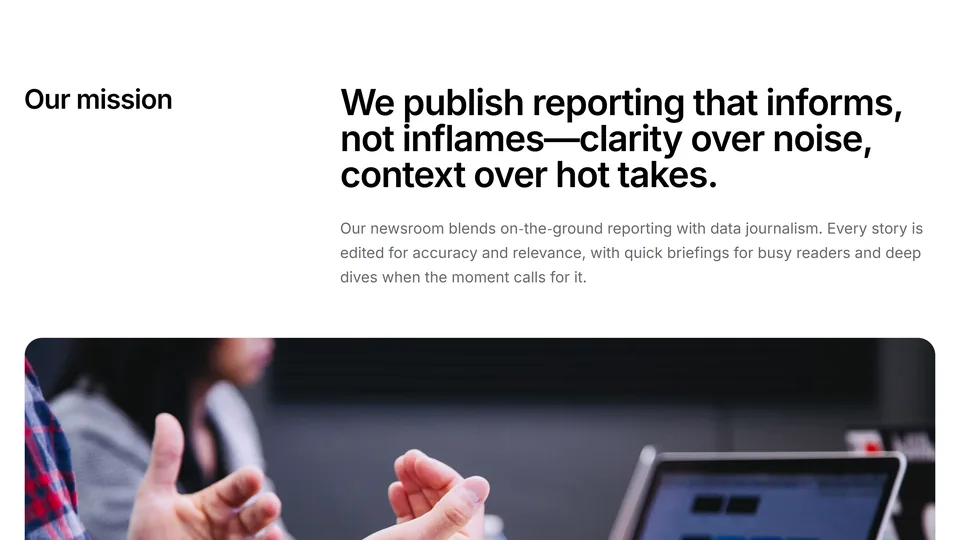 Our mission
We publish reporting that informs,
not inflames—clarity over noise,
context over hot takes.
Our newsroom blends on-the-ground reporting with data journalism. Every story is
edited for accuracy and relevance, with quick briefings for busy readers and deep
dives when the moment calls for it.